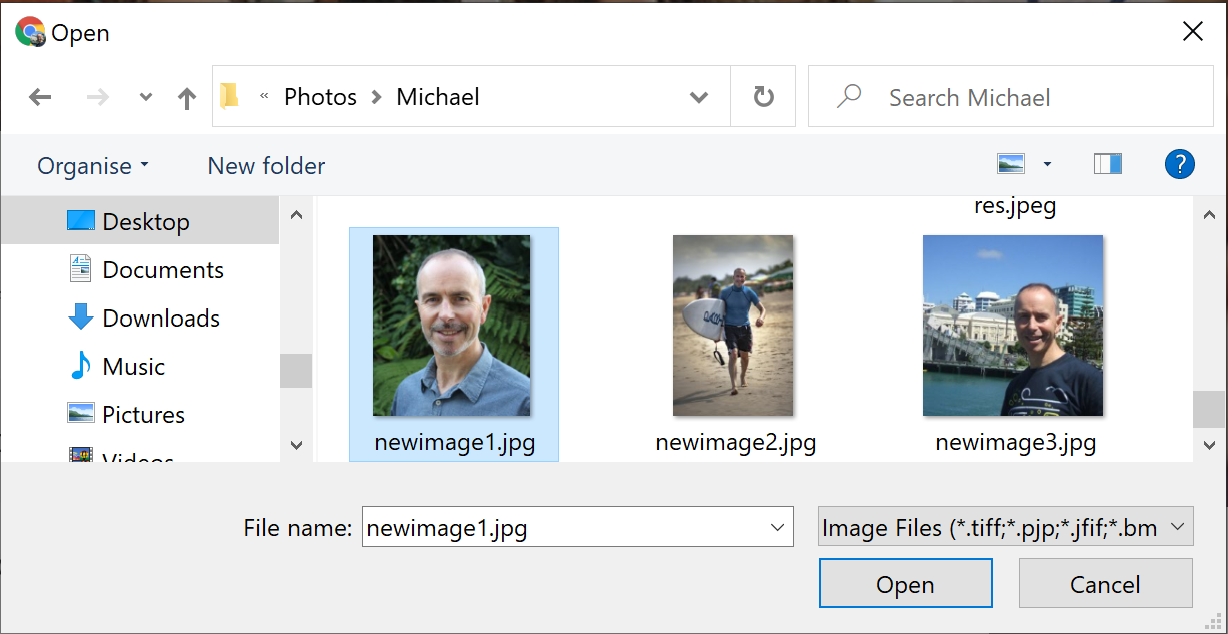 Open
« Photos > Michael
Search Michael
Organise
New folder
?
Desktop
Documents
Downloads
Music
Pictures
Videos
res.jpeg
newimage1.jpg
newimage2.jpg
newimage3.jpg
File name: newimage1.jpg
Image Files (*.tiff;*.pjp;*.jfif;*.bm
Open
Cancel